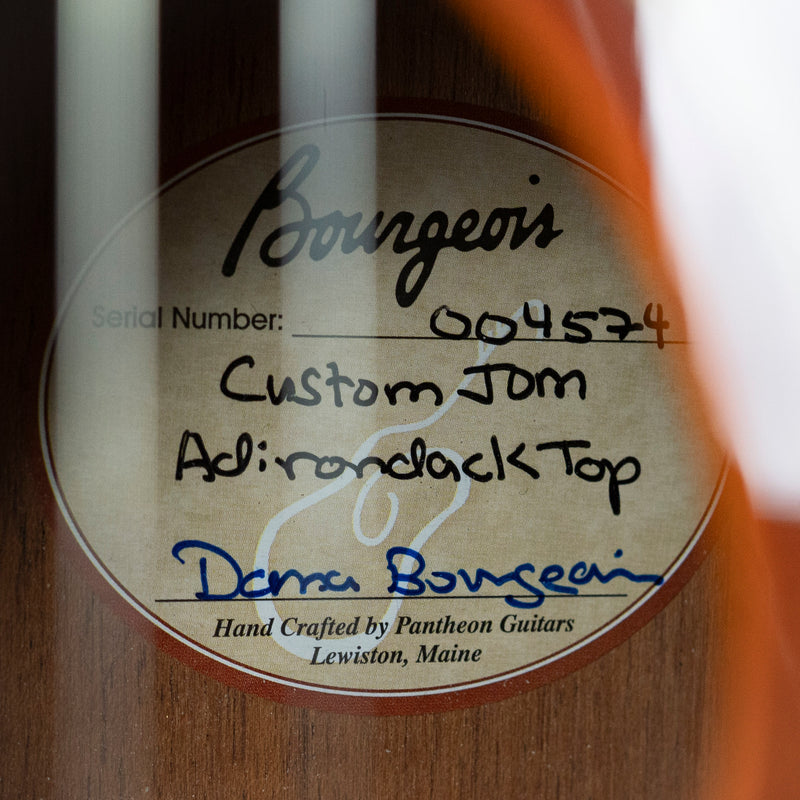 Bourgeois
Serial Number: 004574
Custom JOM
Adirondack Top
Dana Bourgeois
Hand Crafted by Pantheon Guitars
Lewiston, Maine